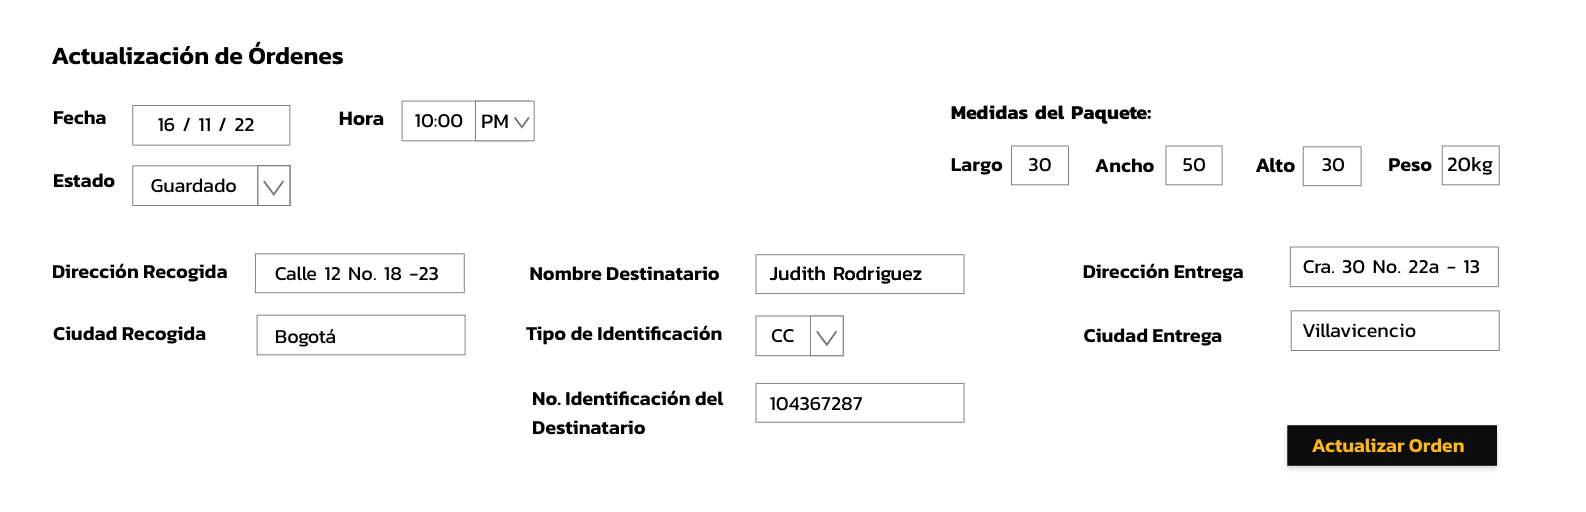 Actualización de Órdenes
Fecha 16 / 11 / 22 Hora 10:00 PM
Medidas del Paquete:
Estado Guardado
Largo 30 Ancho 50 Alto 30 Peso 20kg
Dirección Recogida Calle 12 No. 18 -23 Nombre Destinatario Judith Rodriguez Dirección Entrega Cra. 30 No. 22a - 13
Ciudad Recogida Bogotá Tipo de Identificación CC Ciudad Entrega Villavicencio
No. Identificación del 104367287
Destinatario
Actualizar Orden